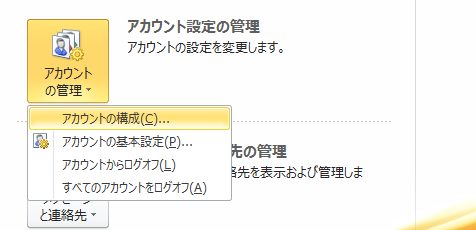 アカウント設定の管理
アカウントの設定を変更します。
アカウント
の管理
アカウントの構成(C)...
アカウントの基本設定(P)...
アカウントからログオフ(L)
すべてのアカウントをログオフ(A)
先の管理
絡先を表示および管理しま
と連絡先